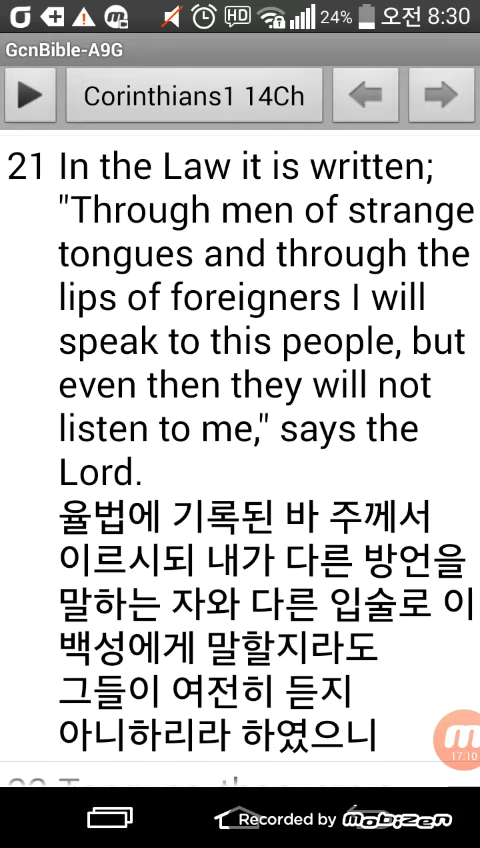 HD 24% 오전 8:30
GcnBible-A9G
Corinthians1 14Ch
21 In the Law it is written;
"Through men of strange
tongues and through the
lips of foreigners I will
speak to this people, but
even then they will not
listen to me," says the
Lord.
율법에 기록된 바 주께서
이르시되 내가 다른 방언을
말하는 자와 다른 입술로 이
백성에게 말할지라도
그들이 여전히 듣지
아니하리라 하였으니
17:10
Recorded by mobizen